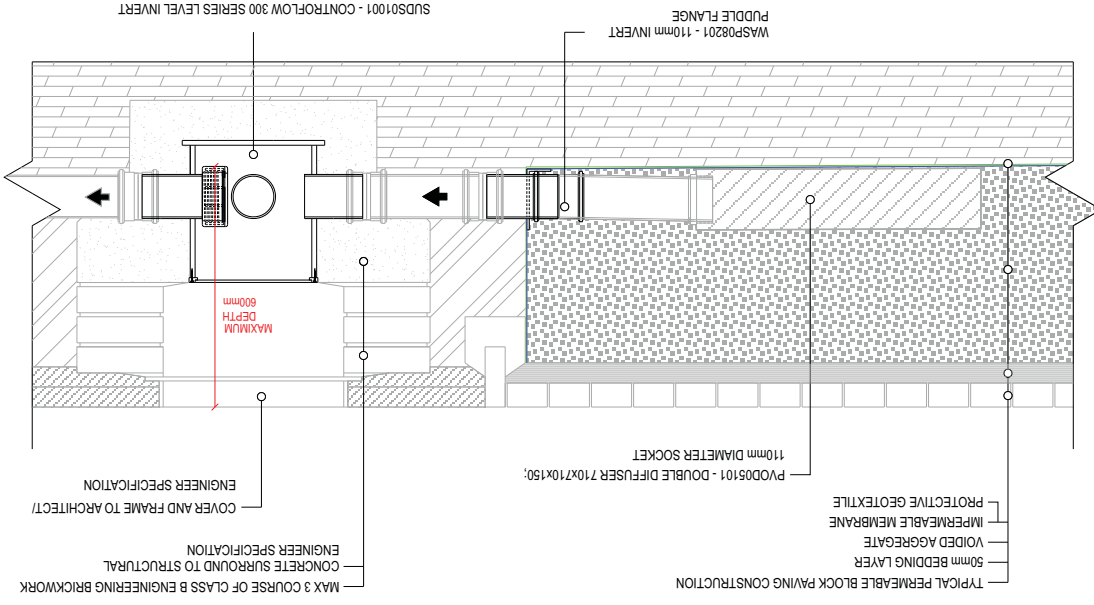 TYPICAL PERMEABLE BLOCK PAVING CONSTRUCTION
50mm BEDDING LAYER
VOIDED AGGREGATE
IMPERMEABLE MEMBRANE
PROTECTIVE GEOTEXTILE
MAX 3 COURSE OF CLASS B ENGINEERING BRICKWORK
CONCRETE SURROUND TO STRUCTURAL
ENGINEER SPECIFICATION
COVER AND FRAME TO ARCHITECT/
ENGINEER SPECIFICATION
PVOD05101 - DOUBLE DIFFUSER 710x710x150;
110mm DIAMETER SOCKET
MAXIMUM
DEPTH
600mm
WASP08201 - 110mm INVERT
PUDDLE FLANGE
SUDS01001 - CONTROFLOW 300 SERIES LEVEL INVERT